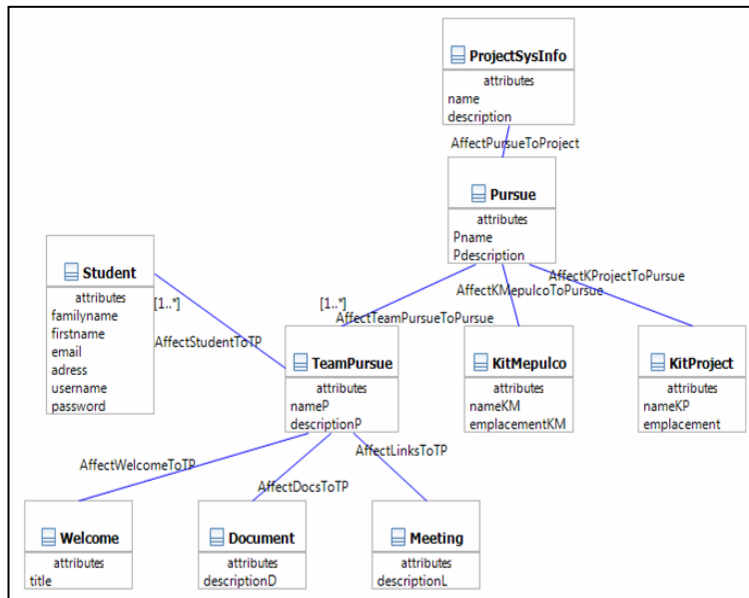 ProjectSysInfo
attributes
name
description
AffectPursueToProject
Pursue
attributes
Pname
Pdescription
AffectKProjectToPursue
AffectKMepulcoToPursue
[1..*]
AffectTeamPursueToPursue
Student
attributes
familyname
firstname
email
adress
username
password
[1..*]
AffectStudentToTP
TeamPursue
attributes
nameP
descriptionP
KitMepulco
attributes
nameKM
emplacementKM
KitProject
attributes
nameKP
emplacement
AffectWelcomeToTP
AffectDocsToTP
AffectLinksToTP
Welcome
attributes
title
Document
attributes
descriptionD
Meeting
attributes
descriptionL